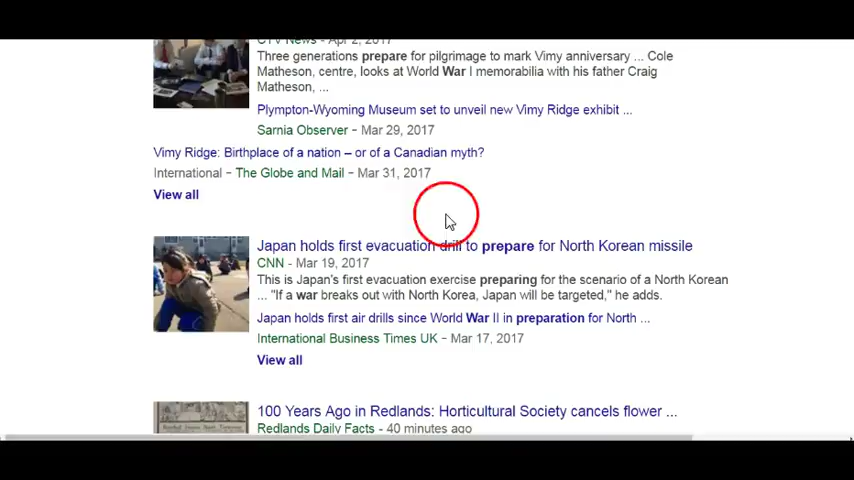 CTV News - Apr 2, 2017
Three generations prepare for pilgrimage to mark Vimy anniversary ... Cole
Matheson, centre, looks at World War I memorabilia with his father Craig
Matheson, ...
Plympton-Wyoming Museum set to unveil new Vimy Ridge exhibit ...
Sarnia Observer - Mar 29, 2017
Vimy Ridge: Birthplace of a nation – or of a Canadian myth?
International - The Globe and Mail - Mar 31, 2017
View all
Japan holds first evacuation drill to prepare for North Korean missile
CNN - Mar 19, 2017
This is Japan's first evacuation exercise preparing for the scenario of a North Korean
... "If a war breaks out with North Korea, Japan will be targeted," he adds.
Japan holds first air drills since World War II in preparation for North ...
International Business Times UK - Mar 17, 2017
View all
100 Years Ago in Redlands: Horticultural Society cancels flower ...
Redlands Daily Facts - 40 minutes ago